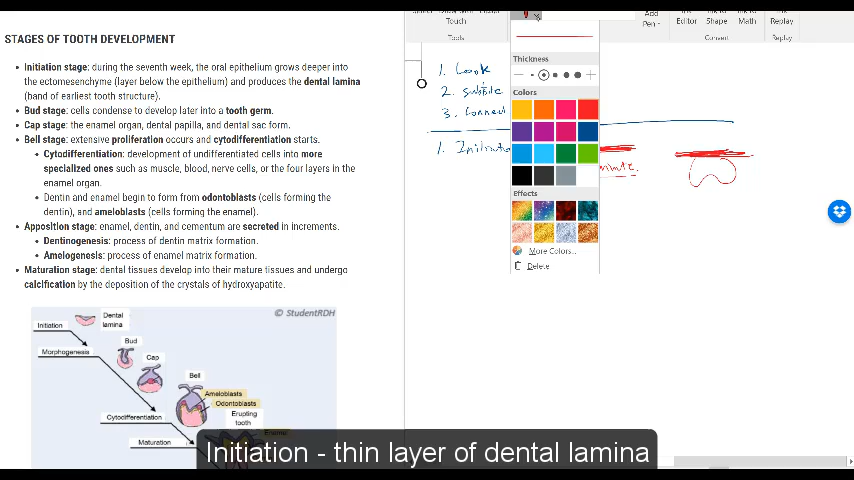 STAGES OF TOOTH DEVELOPMENT
Initiation stage: during the seventh week, the oral epithelium grows deeper into
the ectomesenchyme (layer below the epithelium) and produces the dental lamina
(band of earliest tooth structure).
Bud stage: cells condense to develop later into a tooth germ.
Cap stage: the enamel organ, dental papilla, and dental sac form.
Bell stage: extensive proliferation occurs and cytodifferentiation starts.
Cytodifferentiation: development of undifferentiated cells into more
specialized ones such as muscle, blood, nerve cells, or the four layers in the
enamel organ.
Dentin and enamel begin to form from odontoblasts (cells forming the
dentin), and ameloblasts (cells forming the enamel).
Apposition stage: enamel, dentin, and cementum are secreted in increments.
Dentinogenesis: process of dentin matrix formation.
Amelogenesis: process of enamel matrix formation.
Maturation stage: dental tissues develop into their mature tissues and undergo
calcification by the deposition of the crystals of hydroxyapatite.
© StudentRDH
Initiation
Dental
lamina
Morphogenesis
Bud
Cap
Bell
Ameloblasts
Odontoblasts
Erupting
tooth
Enamel
Cytodifferentiation
Maturation
Touch
Tools
Add
Pen
Editor
Shape
Math
Replay
Convert
Replay
1. Look
2.
3. Connect
1.
Thickness
Colors
Effects
More Colors...
Delete
Initiation - thin layer of dental lamina